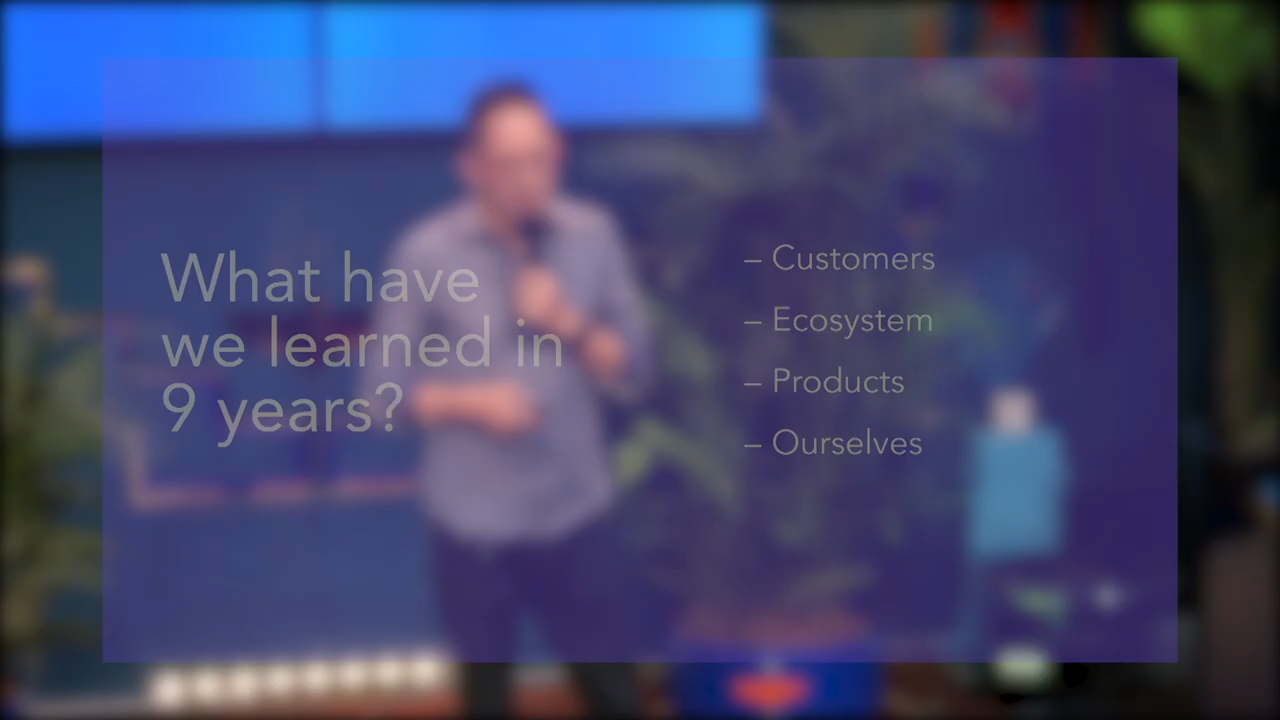 What have
we learned in
9 years?
– Customers
– Ecosystem
– Products
– Ourselves